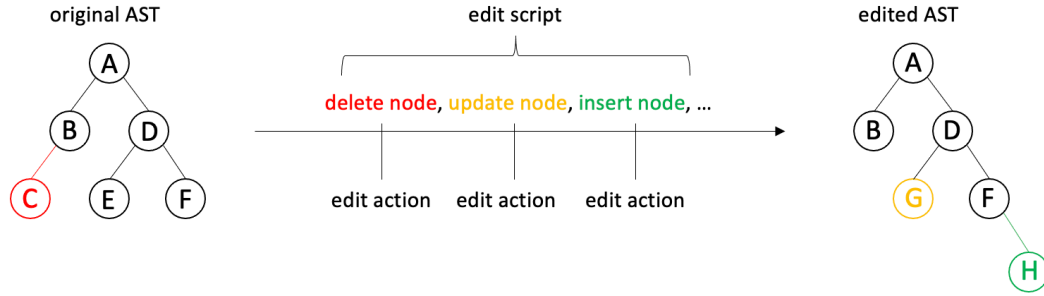 original AST
edit script
edited AST
A
A
delete node, update node, insert node, ...
B
D
B
D
C
E
F
edit action
edit action
edit action
G
F
H